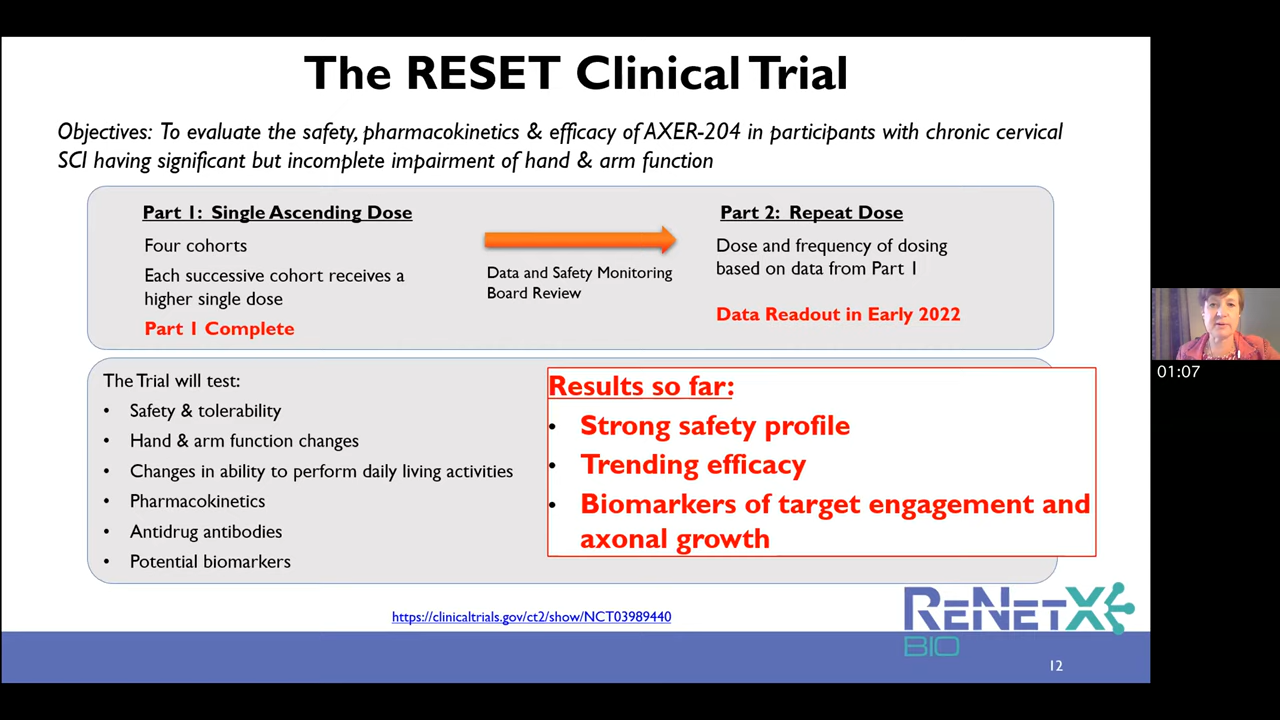 The RESET Clinical Trial
Objectives: To evaluate the safety, pharmacokinetics & efficacy of AXER-204 in participants with chronic cervical
SCI having significant but incomplete impairment of hand & arm function
Part 1: Single Ascending Dose
Four cohorts
Each successive cohort receives a
higher single dose
Part 1 Complete
Data and Safety Monitoring
Board Review
Part 2: Repeat Dose
Dose and frequency of dosing
based on data from Part 1
Data Readout in Early 2022
The Trial will test:
• Safety & tolerability
• Hand & arm function changes
• Changes in ability to perform daily living activities
• Pharmacokinetics
• Antidrug antibodies
• Potential biomarkers
Results so far:
• Strong safety profile
• Trending efficacy
• Biomarkers of target engagement and
axonal growth
https://clinicaltrials.gov/ct2/show/NCT03989440
ReNetX
BIO
12
01:07